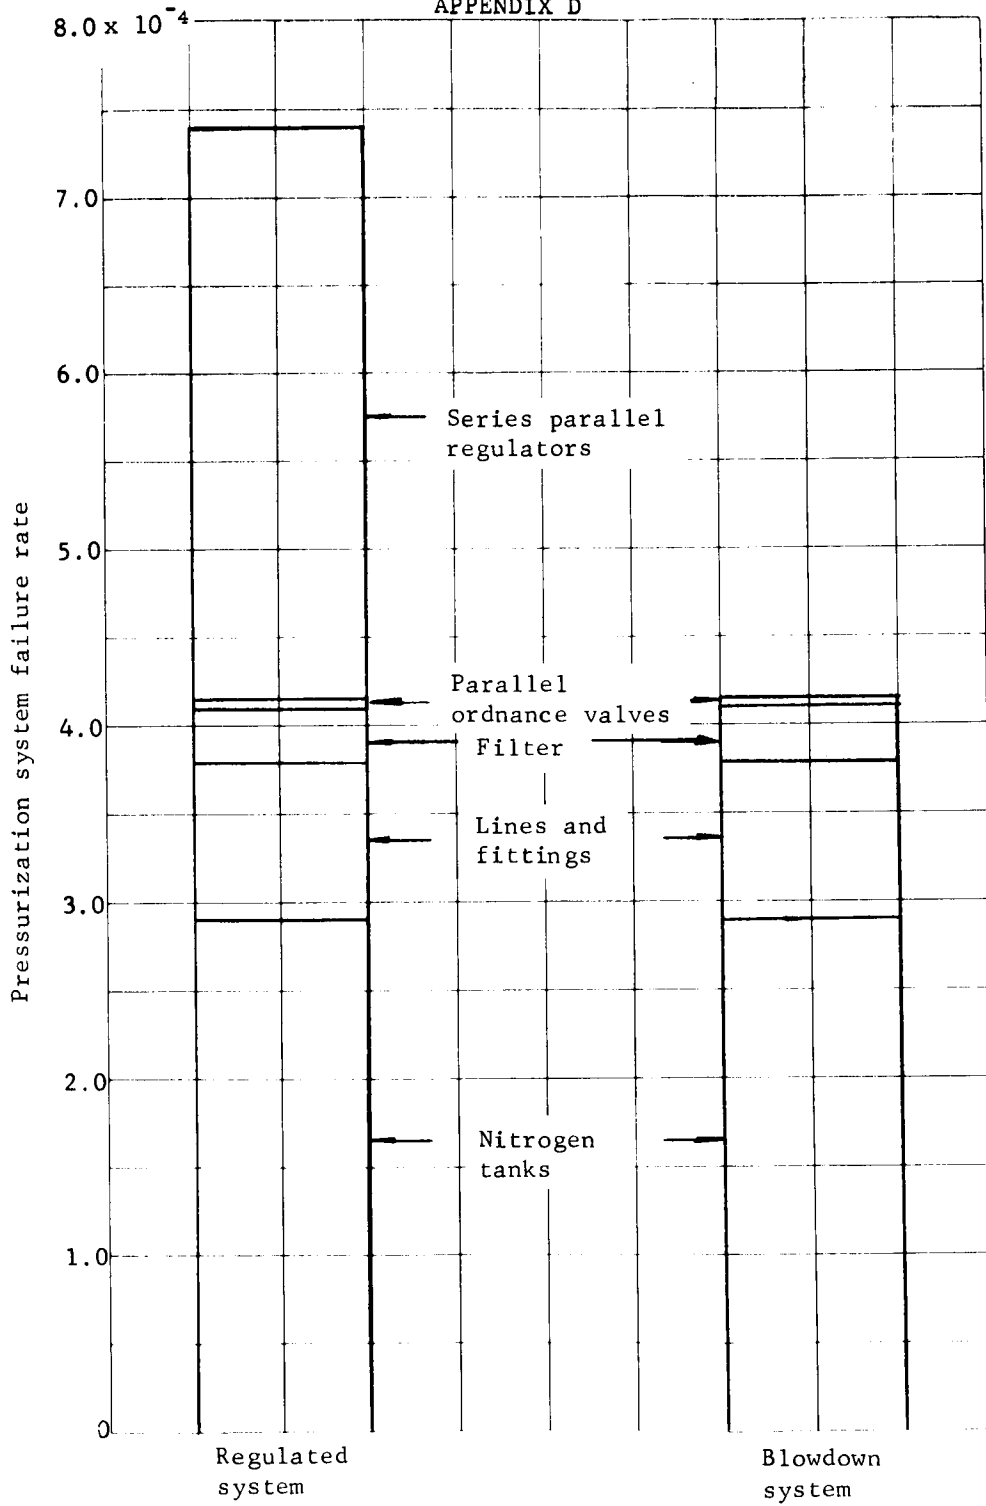 APPENDIX D
8.0 x 10⁻⁴
7.0
6.0
Series parallel
regulators
5.0
Parallel
ordnance valves
4.0
Filter
Lines and
fittings
3.0
2.0
Nitrogen
tanks
1.0
0
Pressurization system failure rate
Regulated
system
Blowdown
system